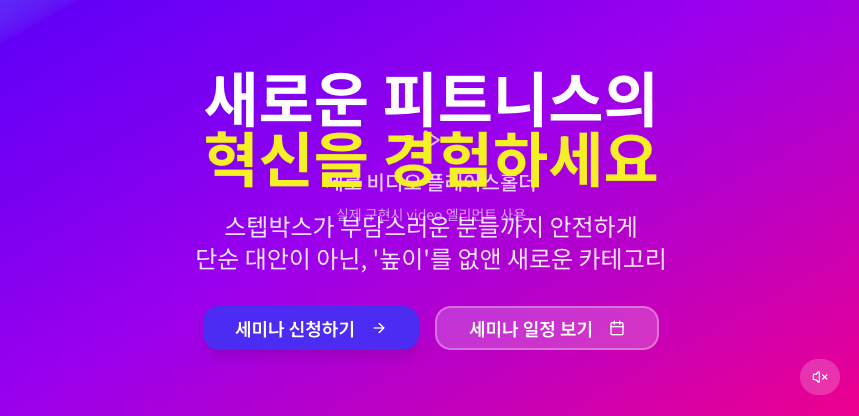 새로운 피트니스의
혁신을 경험하세요
세로 비디오 플레이스홀더
실제 구현시 video 엘리먼트 사용
스텝박스가 부담스러운 분들까지 안전하게
단순 대안이 아닌, '높이'를 없앤 새로운 카테고리
세미나 신청하기
세미나 일정 보기